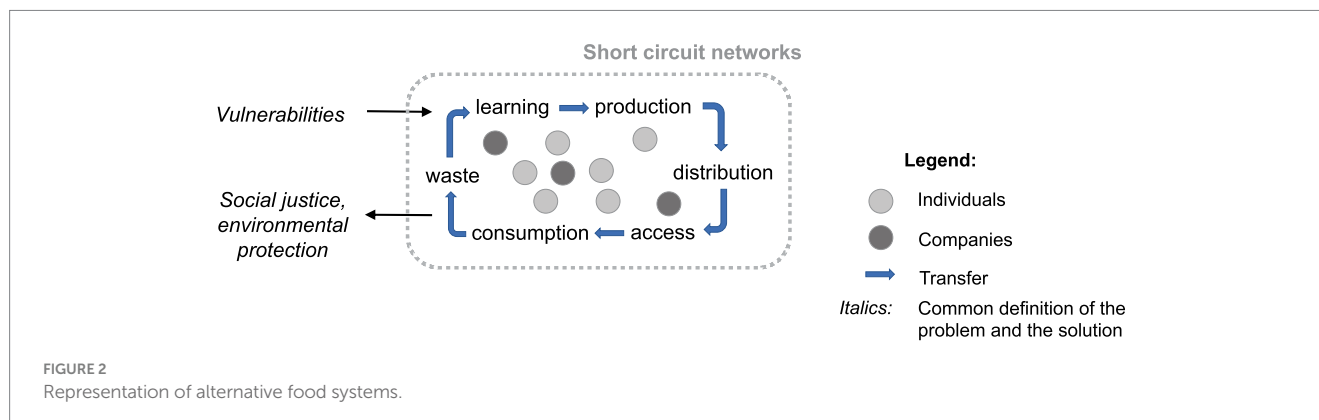 Short circuit networks
Vulnerabilities
learning
production
waste
distribution
Social justice,
environmental
protection
consumption
access
Legend:
Individuals
Companies
Transfer
Italics: Common definition of the
problem and the solution
FIGURE 2
Representation of alternative food systems.